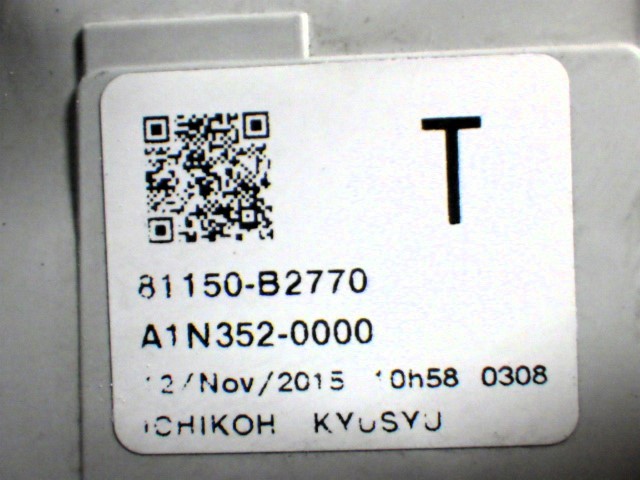 T
81150-B2770
A1N352-0000
12/Nov/2015 10h58 0308
ICHIKOH KYUSYU